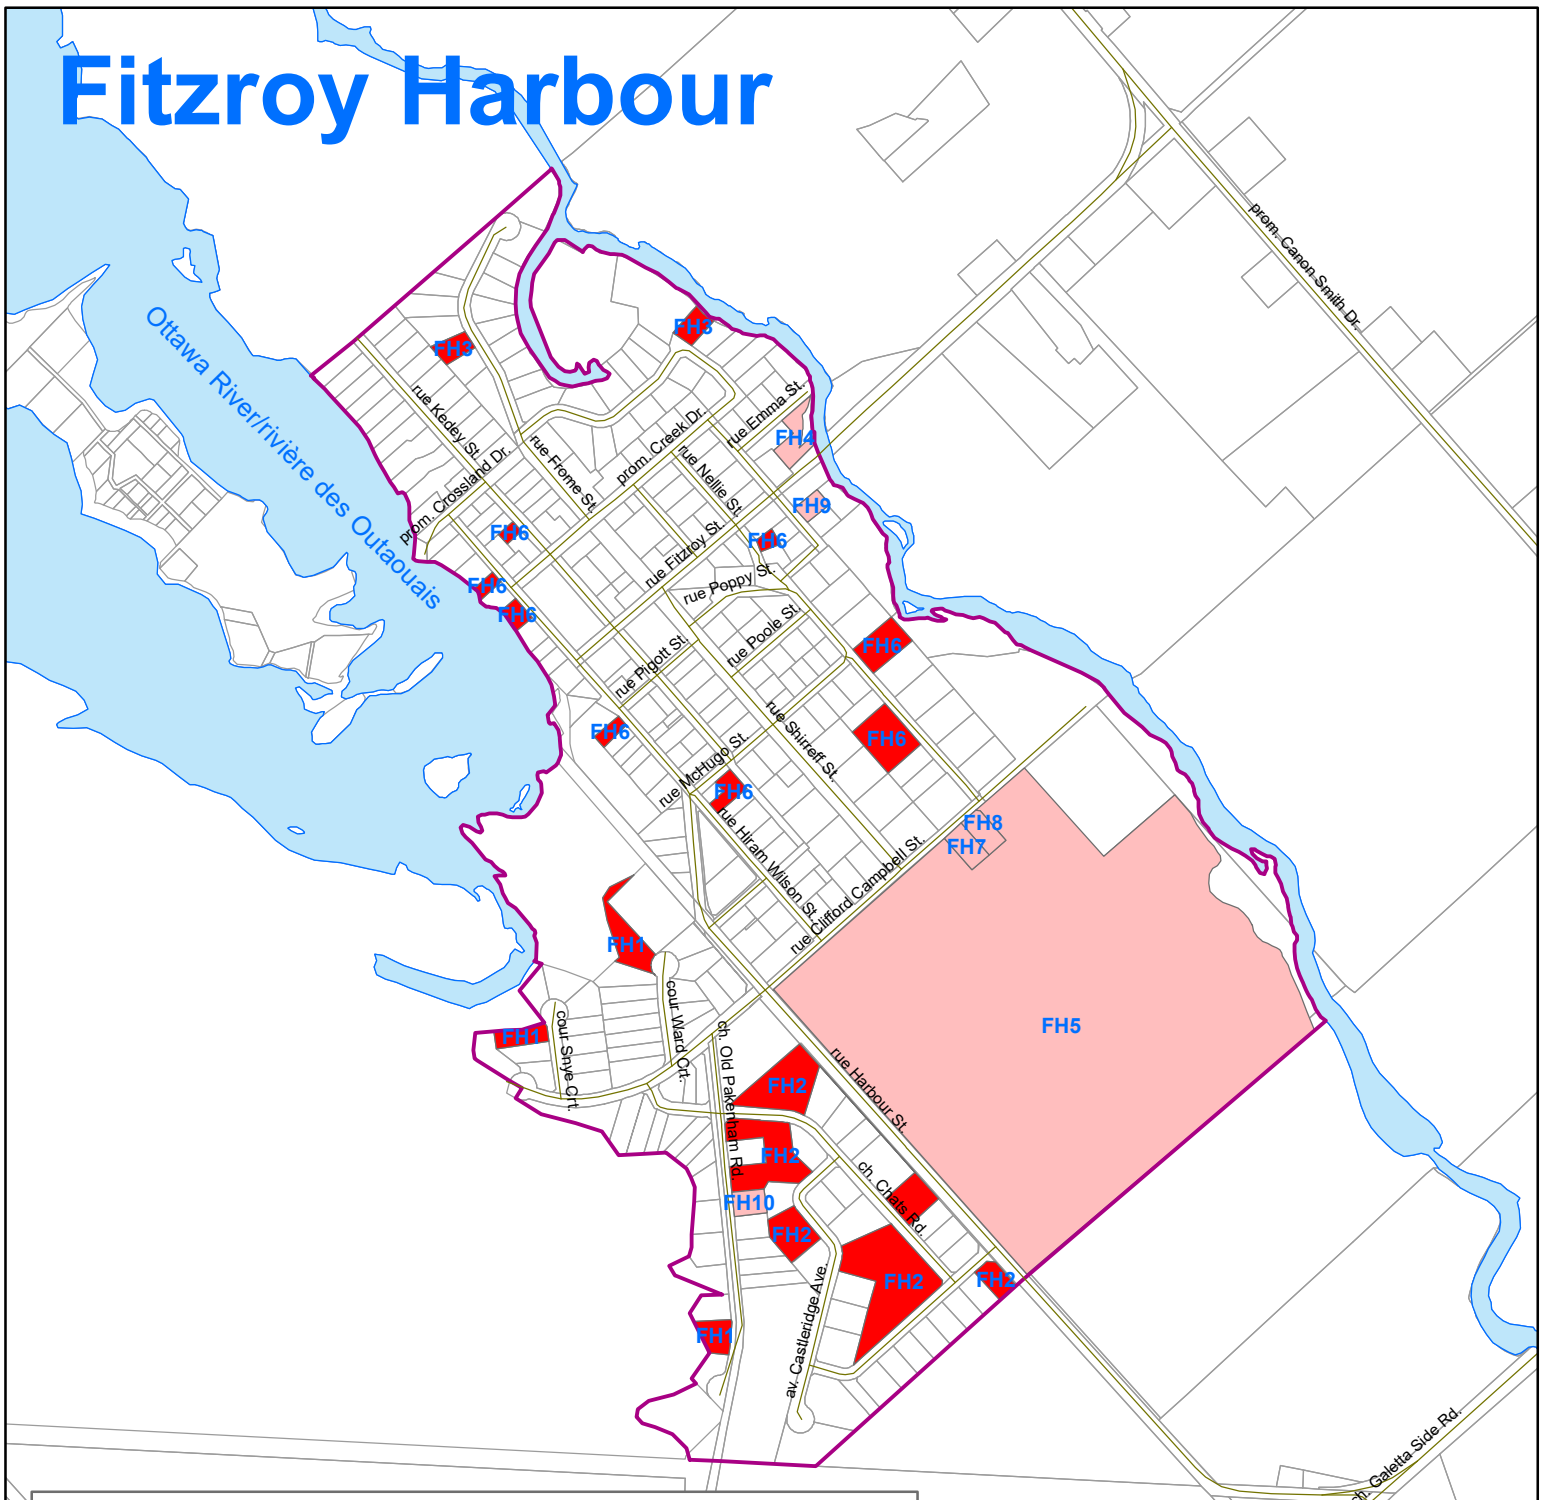 Fitzroy Harbour
prom. Canon Smith Dr.
Ottawa River/rivière des Outaouais
FH3
FH3
rue Kedey St.
rue Emma St.
prom. Creek Dr.
FH4
rue Frome St.
rue Nellie St.
prom. Crossland Dr.
FH9
FH6
FH6
rue Fitzroy St.
rue Poppy St.
FH6
FH6
rue Poole St.
FH6
rue Pigott St.
FH6
FH6
rue Shirreff St.
rue McHugo St.
FH6
FH8
FH7
rue Hiram Wilson St.
rue Clifford Campbell St.
FH1
FH5
FH1
cour Snye Crt.
cour Ward Crt.
ch. Old Pakenham Rd.
rue Harbour St.
FH2
FH2
ch. Chats Rd.
FH10
FH2
FH2
FH2
FH1
av. Castleridge Ave.
ch. Galetta Side Rd.